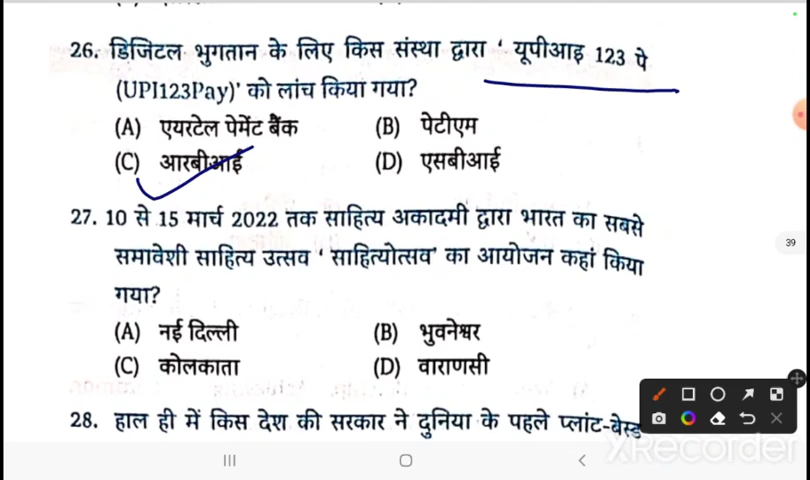 26. डिजिटल भुगतान के लिए किस संस्था द्वारा ' यूपीआइ 123 पे
(UPI123Pay)' को लांच किया गया?
(A) एयरटेल पेमेंट बैंक (B) पेटीएम
(C) आरबीआई (D) एसबीआई
27. 10 से 15 मार्च 2022 तक साहित्य अकादमी द्वारा भारत का सबसे
समावेशी साहित्य उत्सव ' साहित्योत्सव' का आयोजन कहां किया
गया?
(A) नई दिल्ली (B) भुवनेश्वर
(C) कोलकाता (D) वाराणसी
28. हाल ही में किस देश की सरकार ने दुनिया के पहले प्लांट-बेस्ड
39
XRecorder